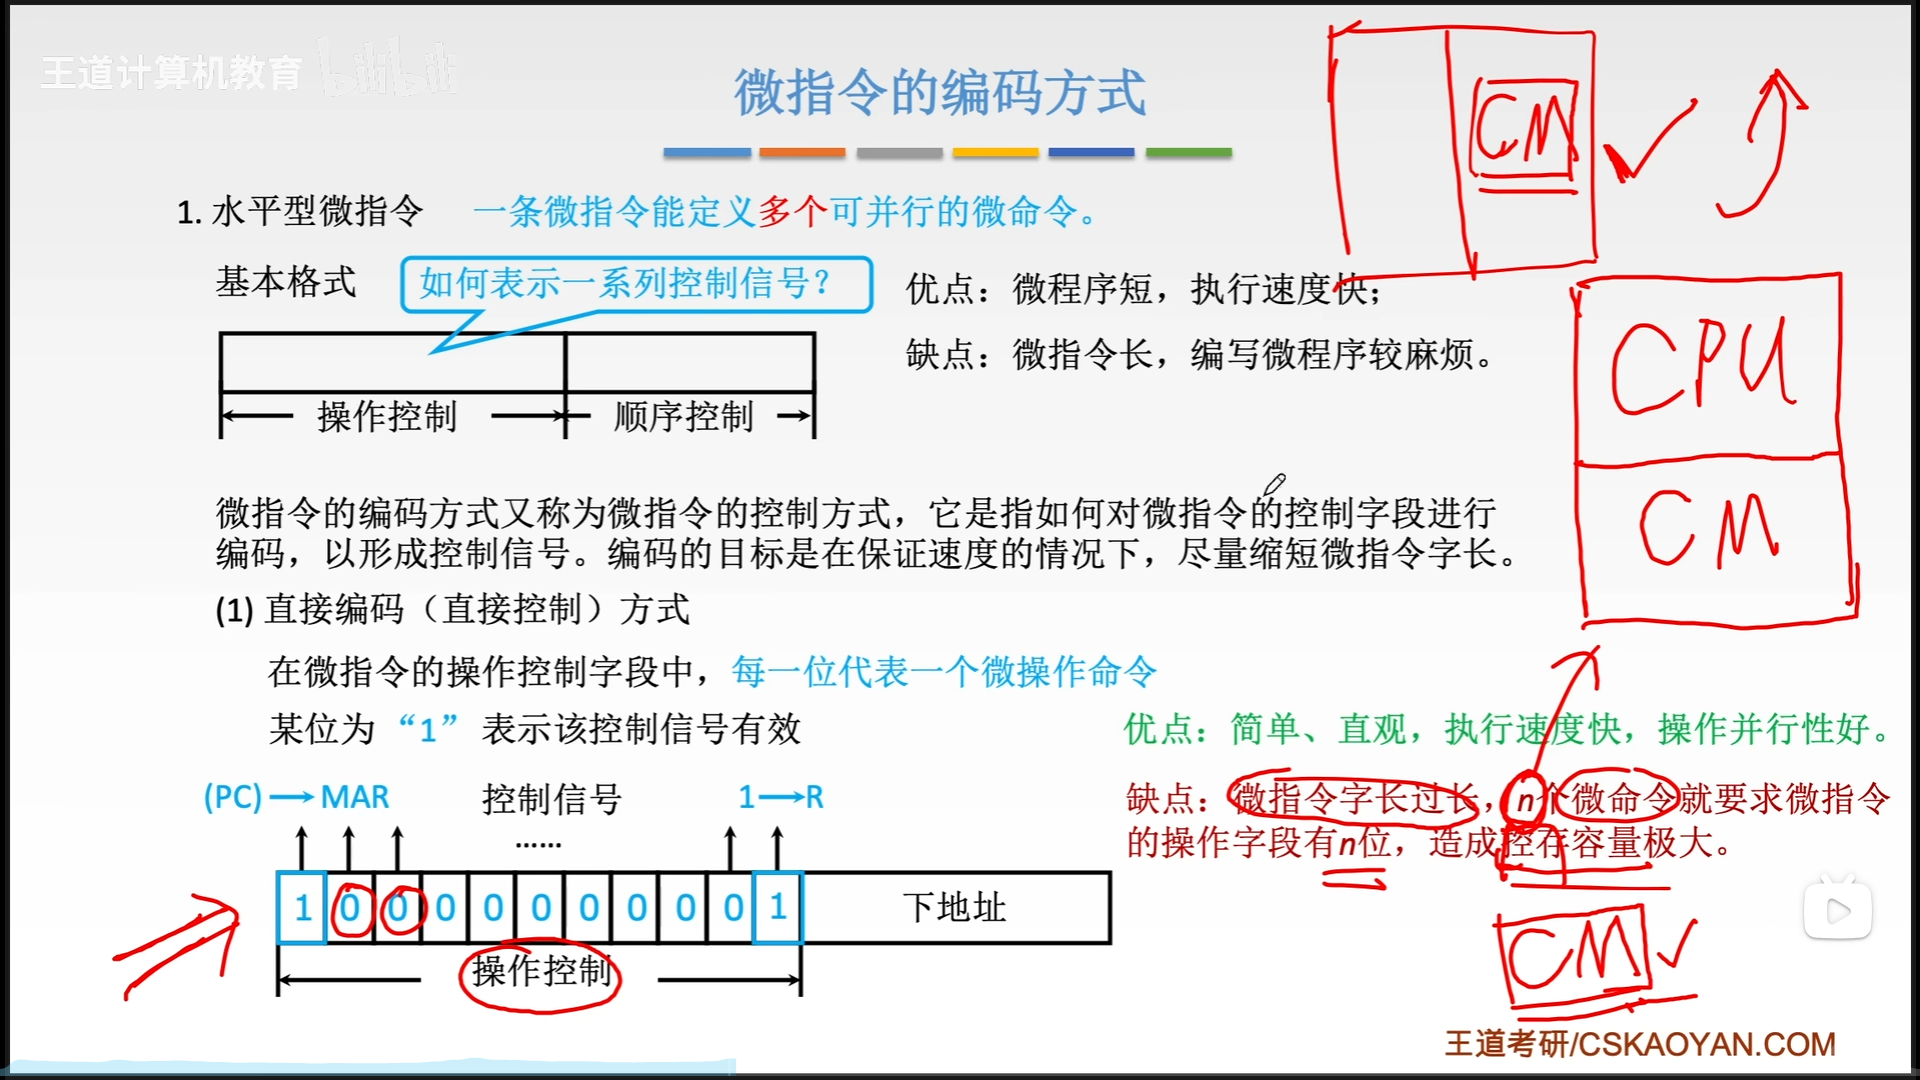 王道计算机教育 bilibili
微指令的编码方式
CM
1. 水平型微指令 一条微指令能定义多个可并行的微命令。
基本格式 如何表示一系列控制信号？ 优点：微程序短，执行速度快；
缺点：微指令长，编写微程序较麻烦。
CPU
操作控制 顺序控制
微指令的编码方式又称为微指令的控制方式，它是指如何对微指令的控制字段进行
编码，以形成控制信号。编码的目标是在保证速度的情况下，尽量缩短微指令字长。
CM
(1) 直接编码（直接控制）方式
在微指令的操作控制字段中，每一位代表一个微操作命令
某位为“1” 表示该控制信号有效
优点：简单、直观，执行速度快，操作并行性好。
(PC)→MAR 控制信号 1→R
缺点：微指令字长过长，n个微命令就要求微指令
的操作字段有n位，造成控存容量极大。
……
1 0 0 0 0 0 0 0 0 0 1 下地址
操作控制
CM
王道考研/CSKAOYAN.COM